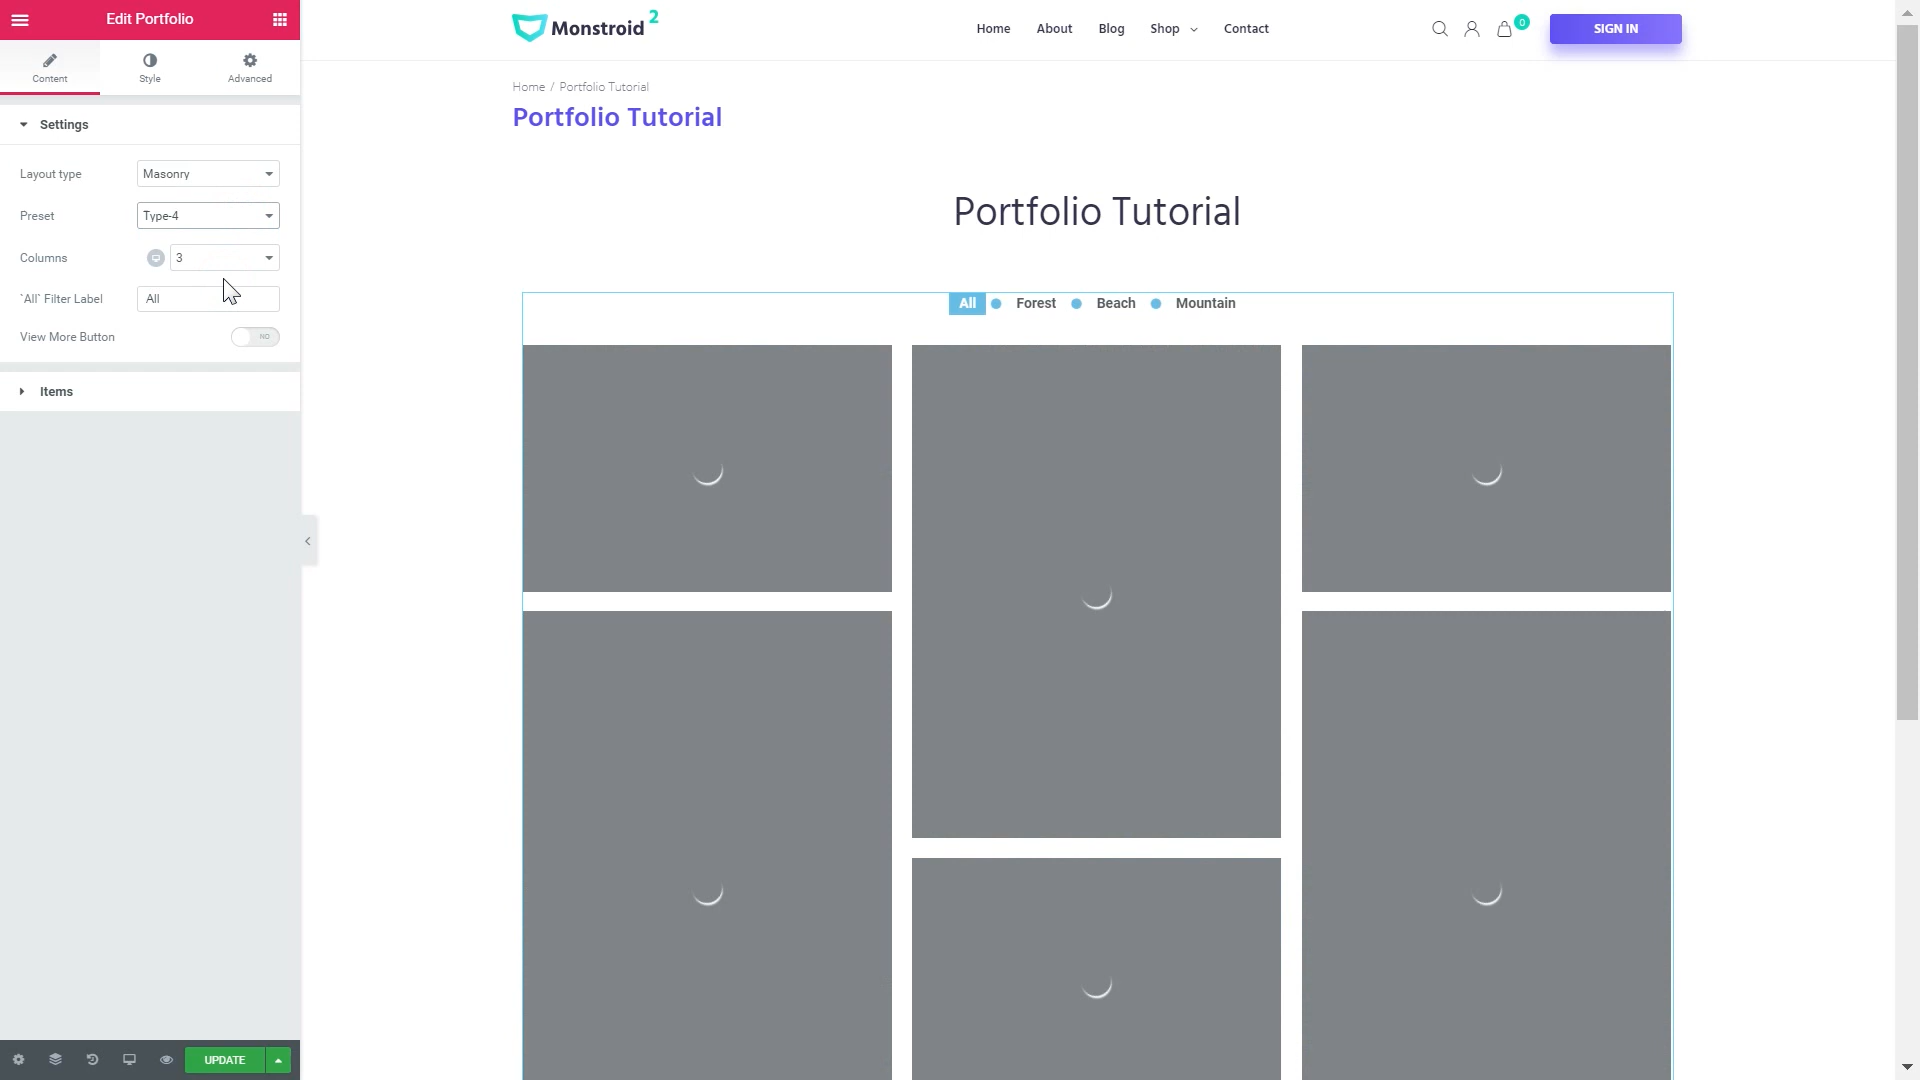 Edit Portfolio
Content
Style
Advanced
Settings
Layout type
Masonry
Preset
Type-4
Columns
3
`All` Filter Label
All
View More Button
NO
Items
UPDATE
Monstroid 2
Home
About
Blog
Shop
Contact
0
SIGN IN
Home / Portfolio Tutorial
Portfolio Tutorial
Portfolio Tutorial
All
Forest
Beach
Mountain